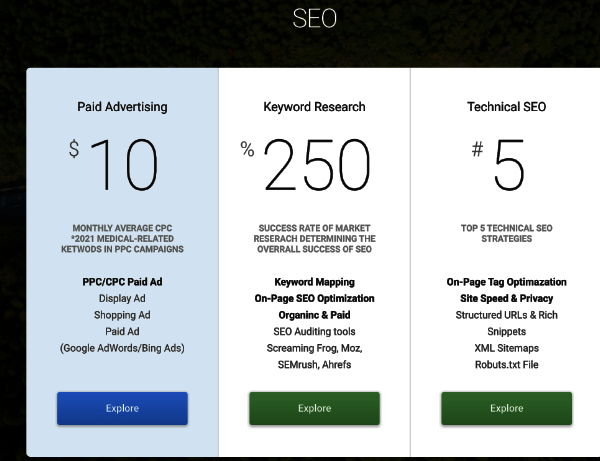 SEO
Paid Advertising
$ 10
MONTHLY AVERAGE CPC
*2021 MEDICAL-RELATED
KETWODS IN PPC CAMPAIGNS
PPC/CPC Paid Ad
Display Ad
Shopping Ad
Paid Ad
(Google AdWords/Bing Ads)
Explore
Keyword Research
% 250
SUCCESS RATE OF MARKET
RESERACH DETERMINING THE
OVERRALL SUCCESS OF SEO
Keyword Mapping
On-Page SEO Optimization
Organinc & Paid
SEO Auditing tools
Screaming Frog, Moz,
SEMrush, Ahrefs
Explore
Technical SEO
# 5
TOP 5 TECHNICAL SEO
STRATEGIES
On-Page Tag Optimazation
Site Speed & Privacy
Structured URLs & Rich
Snippets
XML Sitemaps
Robuts.txt File
Explore